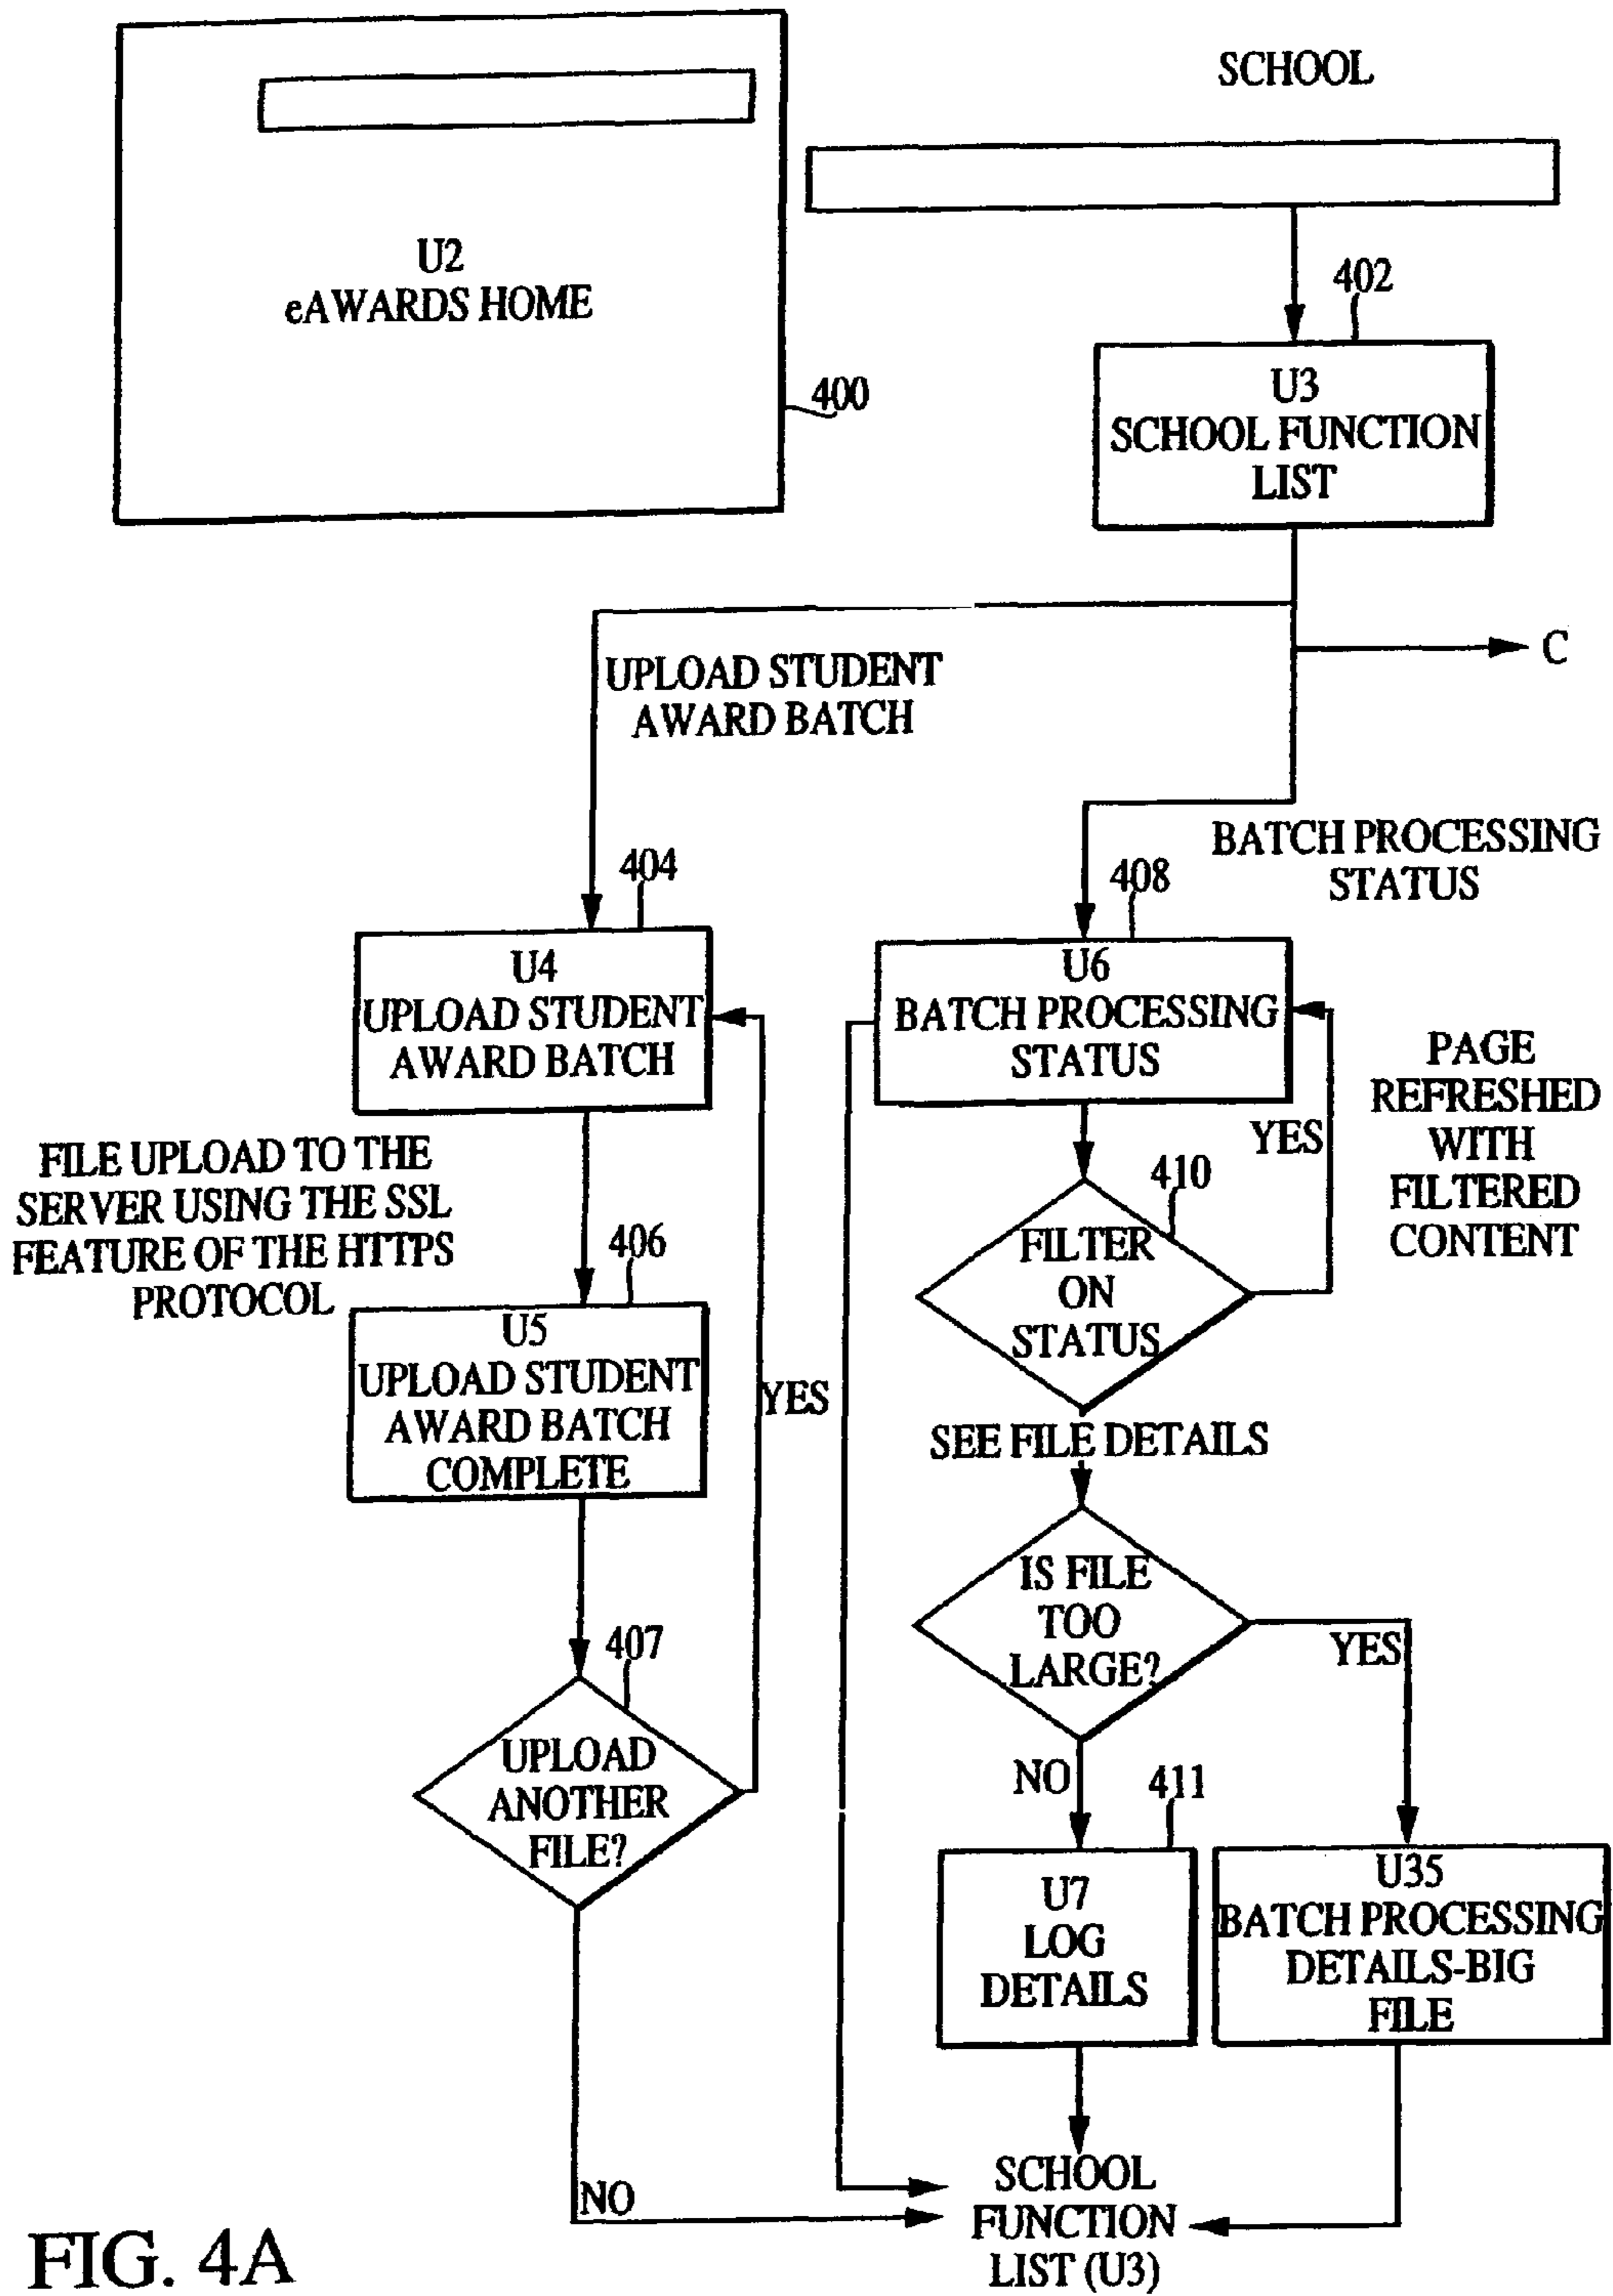 SCHOOL
U2
eAWARDS HOME
400
402
U3
SCHOOL FUNCTION
LIST
C
UPLOAD STUDENT
AWARD BATCH
BATCH PROCESSING
STATUS
404
U4
UPLOAD STUDENT
AWARD BATCH
408
U6
BATCH PROCESSING
STATUS
PAGE
REFRESHED
WITH
FILTERED
CONTENT
YES
FILE UPLOAD TO THE
SERVER USING THE SSL
FEATURE OF THE HTTPS
PROTOCOL
406
U5
UPLOAD STUDENT
AWARD BATCH
COMPLETE
YES
410
FILTER
ON
STATUS
SEE FILE DETAILS
407
UPLOAD
ANOTHER
FILE?
NO
IS FILE
TOO
LARGE?
YES
NO
411
U7
LOG
DETAILS
U35
BATCH PROCESSING
DETAILS-BIG
FILE
SCHOOL
FUNCTION
LIST (U3)
FIG. 4A